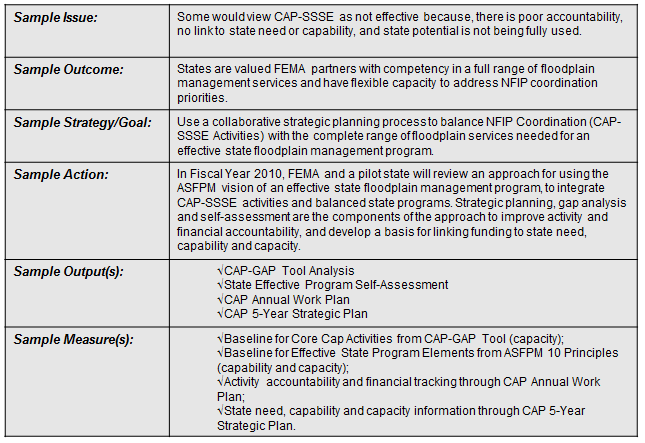 Sample Issue:
Some would view CAP-SSSE as not effective because, there is poor accountability,
no link to state need or capability, and state potential is not being fully used.
Sample Outcome:
States are valued FEMA partners with competency in a full range of floodplain
management services and have flexible capacity to address NFIP coordination
priorities.
Sample Strategy/Goal:
Use a collaborative strategic planning process to balance NFIP Coordination (CAP-
SSSE Activities) with the complete range of floodplain services needed for an
effective state floodplain management program.
Sample Action:
In Fiscal Year 2010, FEMA and a pilot state will review an approach for using the
ASFPM vision of an effective state floodplain management program, to integrate
CAP-SSSE activities and balanced state programs. Strategic planning, gap analysis
and self-assessment are the components of the approach to improve activity and
financial accountability, and develop a basis for linking funding to state need,
capability and capacity.
Sample Output(s):
√CAP-GAP Tool Analysis
√State Effective Program Self-Assessment
√CAP Annual Work Plan
√CAP 5-Year Strategic Plan
Sample Measure(s):
√Baseline for Core Cap Activities from CAP-GAP Tool (capacity);
√Baseline for Effective State Program Elements from ASFPM 10 Principles
(capability and capacity);
√Activity accountability and financial tracking through CAP Annual Work
Plan;
√State need, capability and capacity information through CAP 5-Year
Strategic Plan.